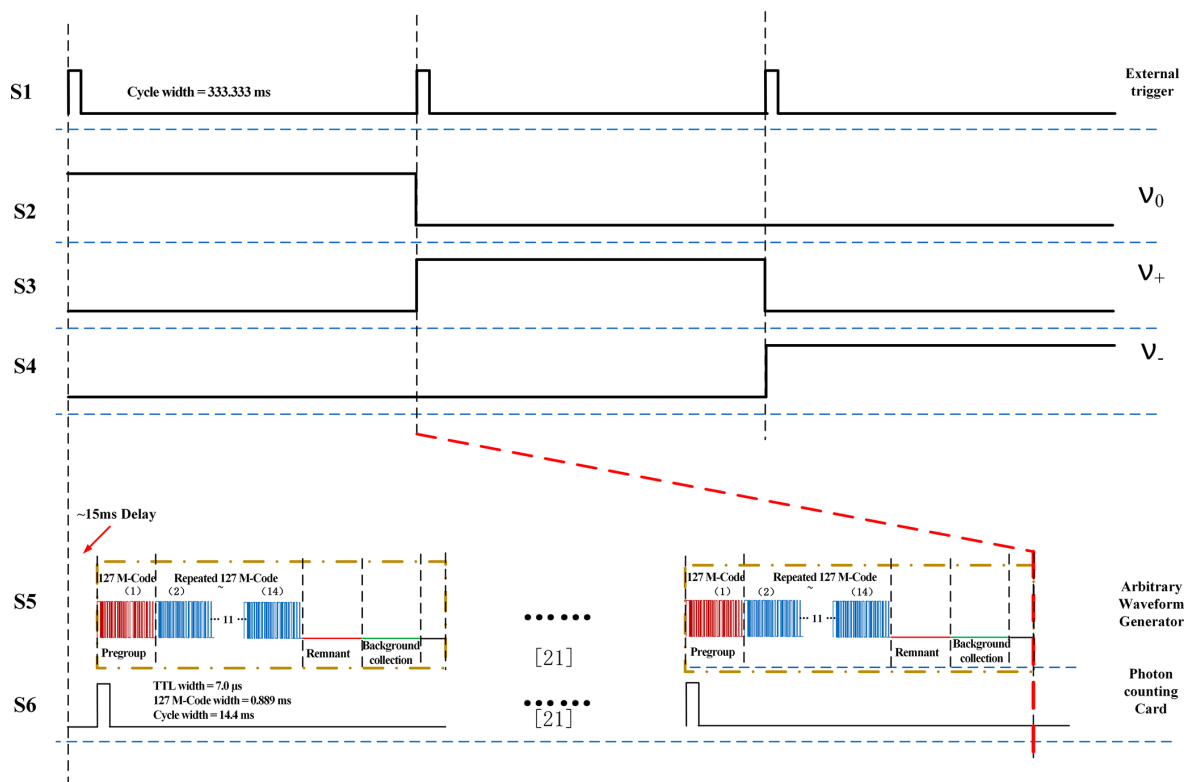 S1
Cycle width = 333.333 ms
External
trigger
S2
ν0
S3
ν+
S4
ν-
~15ms Delay
S5
127 M-Code
Repeated 127 M-Code
(1)
(2)
~
(14)
··· 11 ···
Pregroup
Remnant
Background
collection
······
[21]
127 M-Code
Repeated 127 M-Code
(1)
(2)
~
(14)
··· 11 ···
Pregroup
Remnant
Background
collection
Arbitrary
Waveform
Generator
S6
TTL width = 7.0 μs
127 M-Code width = 0.889 ms
Cycle width = 14.4 ms
······
[21]
Photon
counting
Card